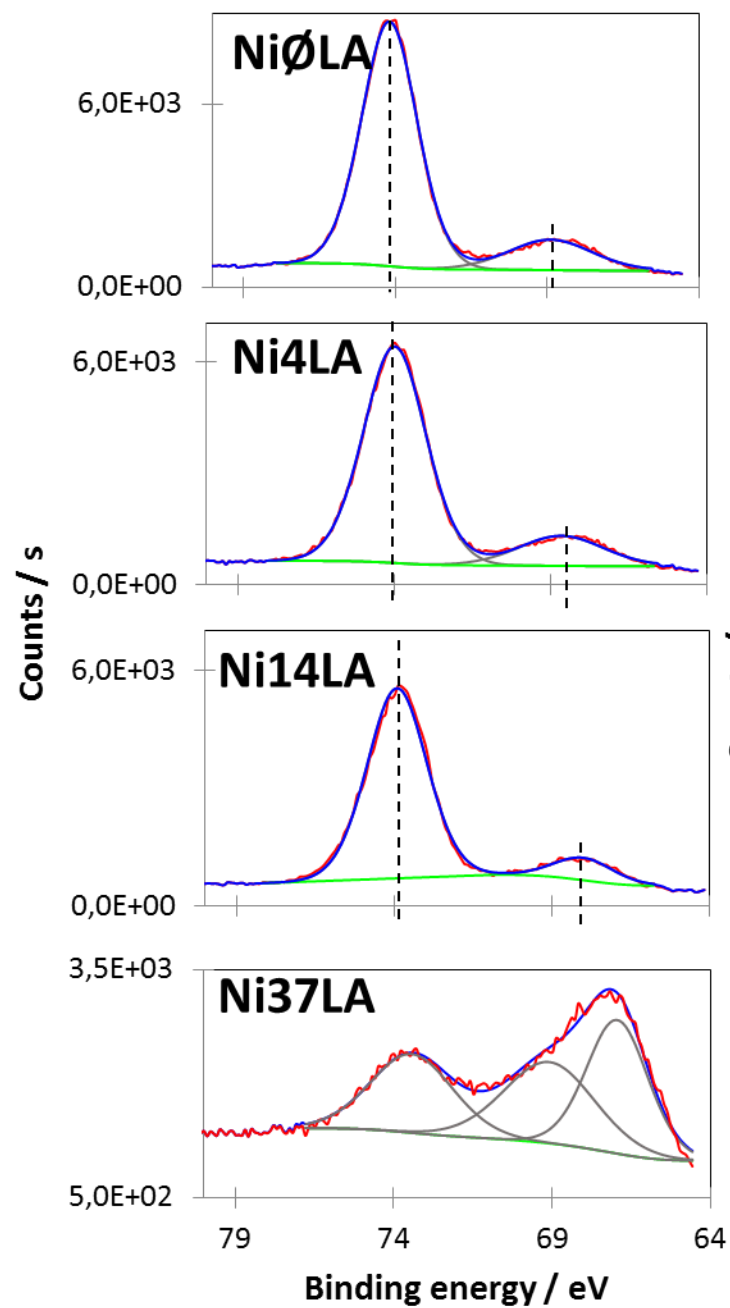 NiØLA
6,0E+03
0,0E+00
Ni4LA
6,0E+03
0,0E+00
Counts / s
Ni14LA
6,0E+03
0,0E+00
Ni37LA
3,5E+03
5,0E+02
79 74 69 64
Binding energy / eV